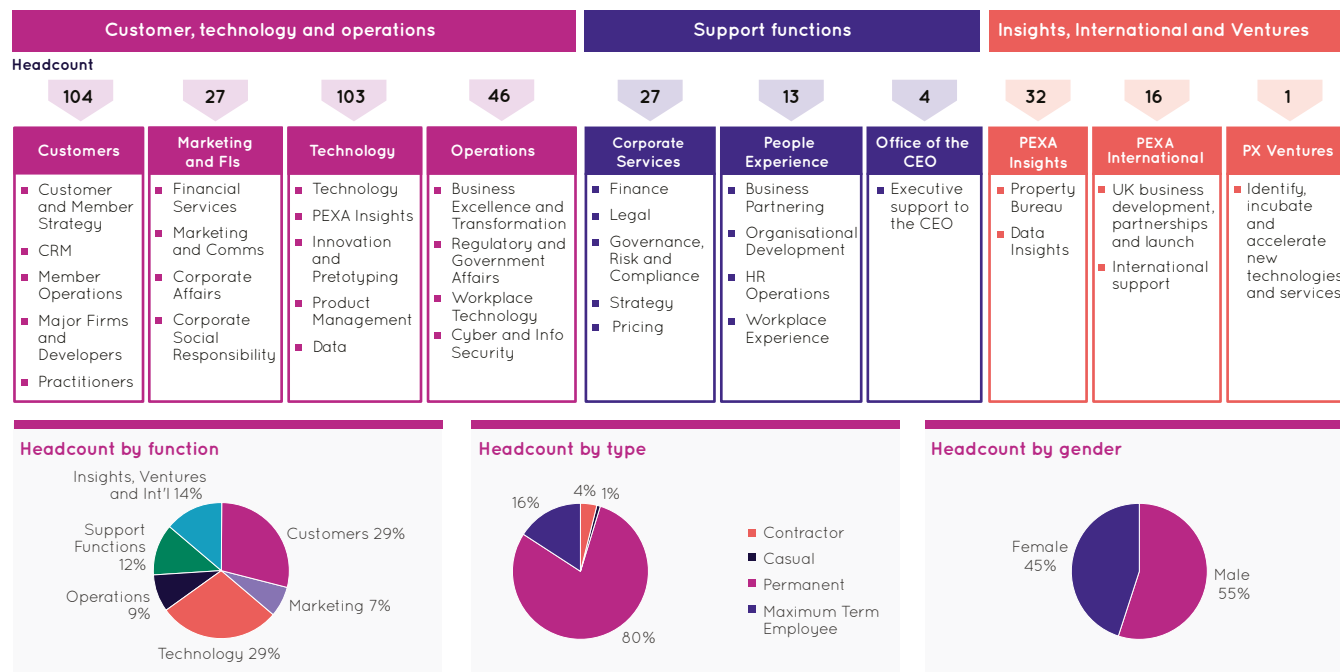 Customer, technology and operations
Support functions
Insights, International and Ventures
Headcount
104
27
103
46
27
13
4
32
16
1
Customers
Customer
and Member
Strategy
CRM
Member
Operations
Major Firms
and
Developers
Practitioners
Marketing
and FIs
Financial
Services
Marketing
and Comms
Corporate
Affairs
Corporate
Social
Responsibility
Technology
Technology
PEXA Insights
Innovation
and
Pretotyping
Product
Management
Data
Operations
Business
Excellence and
Transformation
Regulatory and
Government
Affairs
Workplace
Technology
Cyber and Info
Security
Corporate
Services
Finance
Legal
Governance,
Risk and
Compliance
Strategy
Pricing
People
Experience
Business
Partnering
Organisational
Development
HR
Operations
Workplace
Experience
Office of the
CEO
Executive
support to
the CEO
PEXA
Insights
Property
Bureau
Data
Insights
PEXA
International
UK business
development,
partnerships
and launch
International
support
PX Ventures
Identify,
incubate
and
accelerate
new
technologies
and services
Headcount by function
Insights, Ventures
and Int'l 14%
Customers 29%
Support
Functions
12%
Operations
9%
Marketing 7%
Technology 29%
Headcount by type
4% 1%
16%
80%
Contractor
Casual
Permanent
Maximum Term
Employee
Headcount by gender
Female
45%
Male
55%